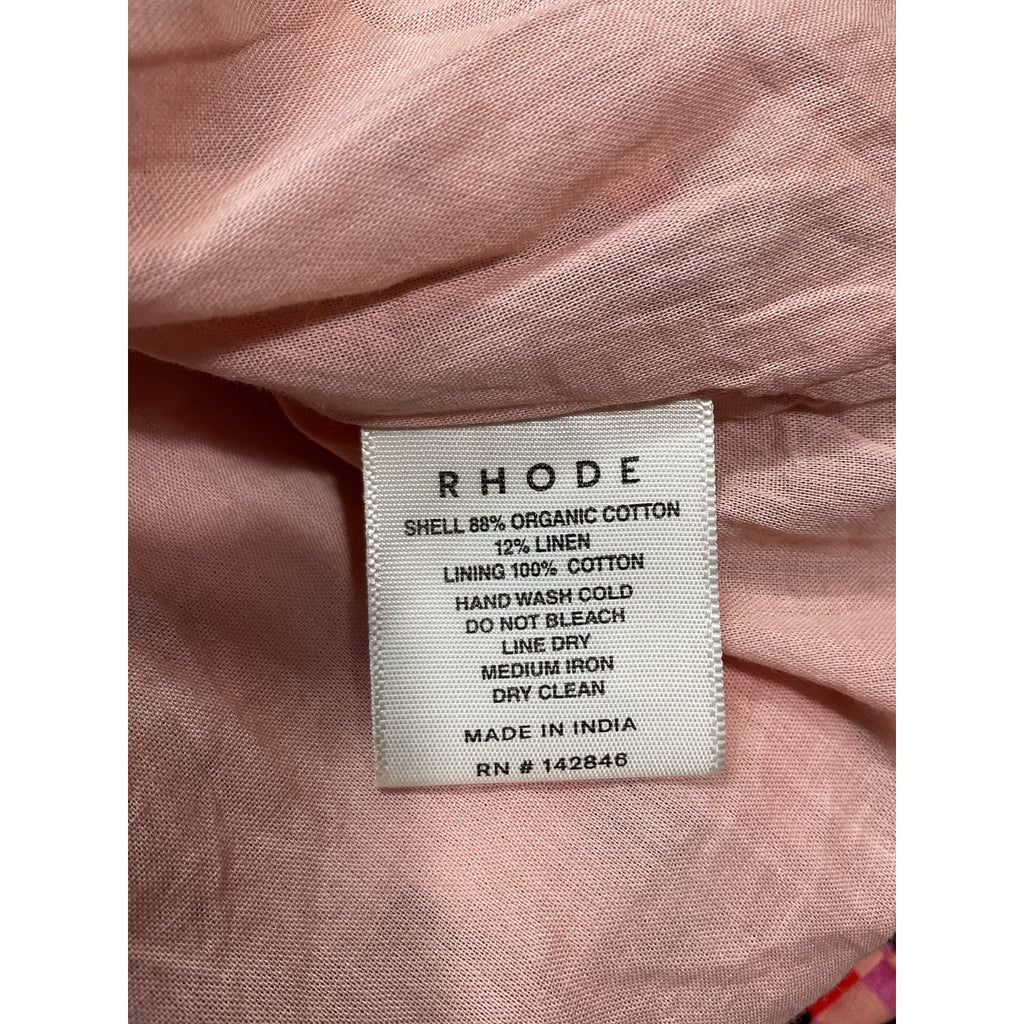 RHODE
SHELL 88% ORGANIC COTTON
12% LINEN
LINING 100% COTTON
HAND WASH COLD
DO NOT BLEACH
LINE DRY
MEDIUM IRON
DRY CLEAN
MADE IN INDIA
RN # 142846